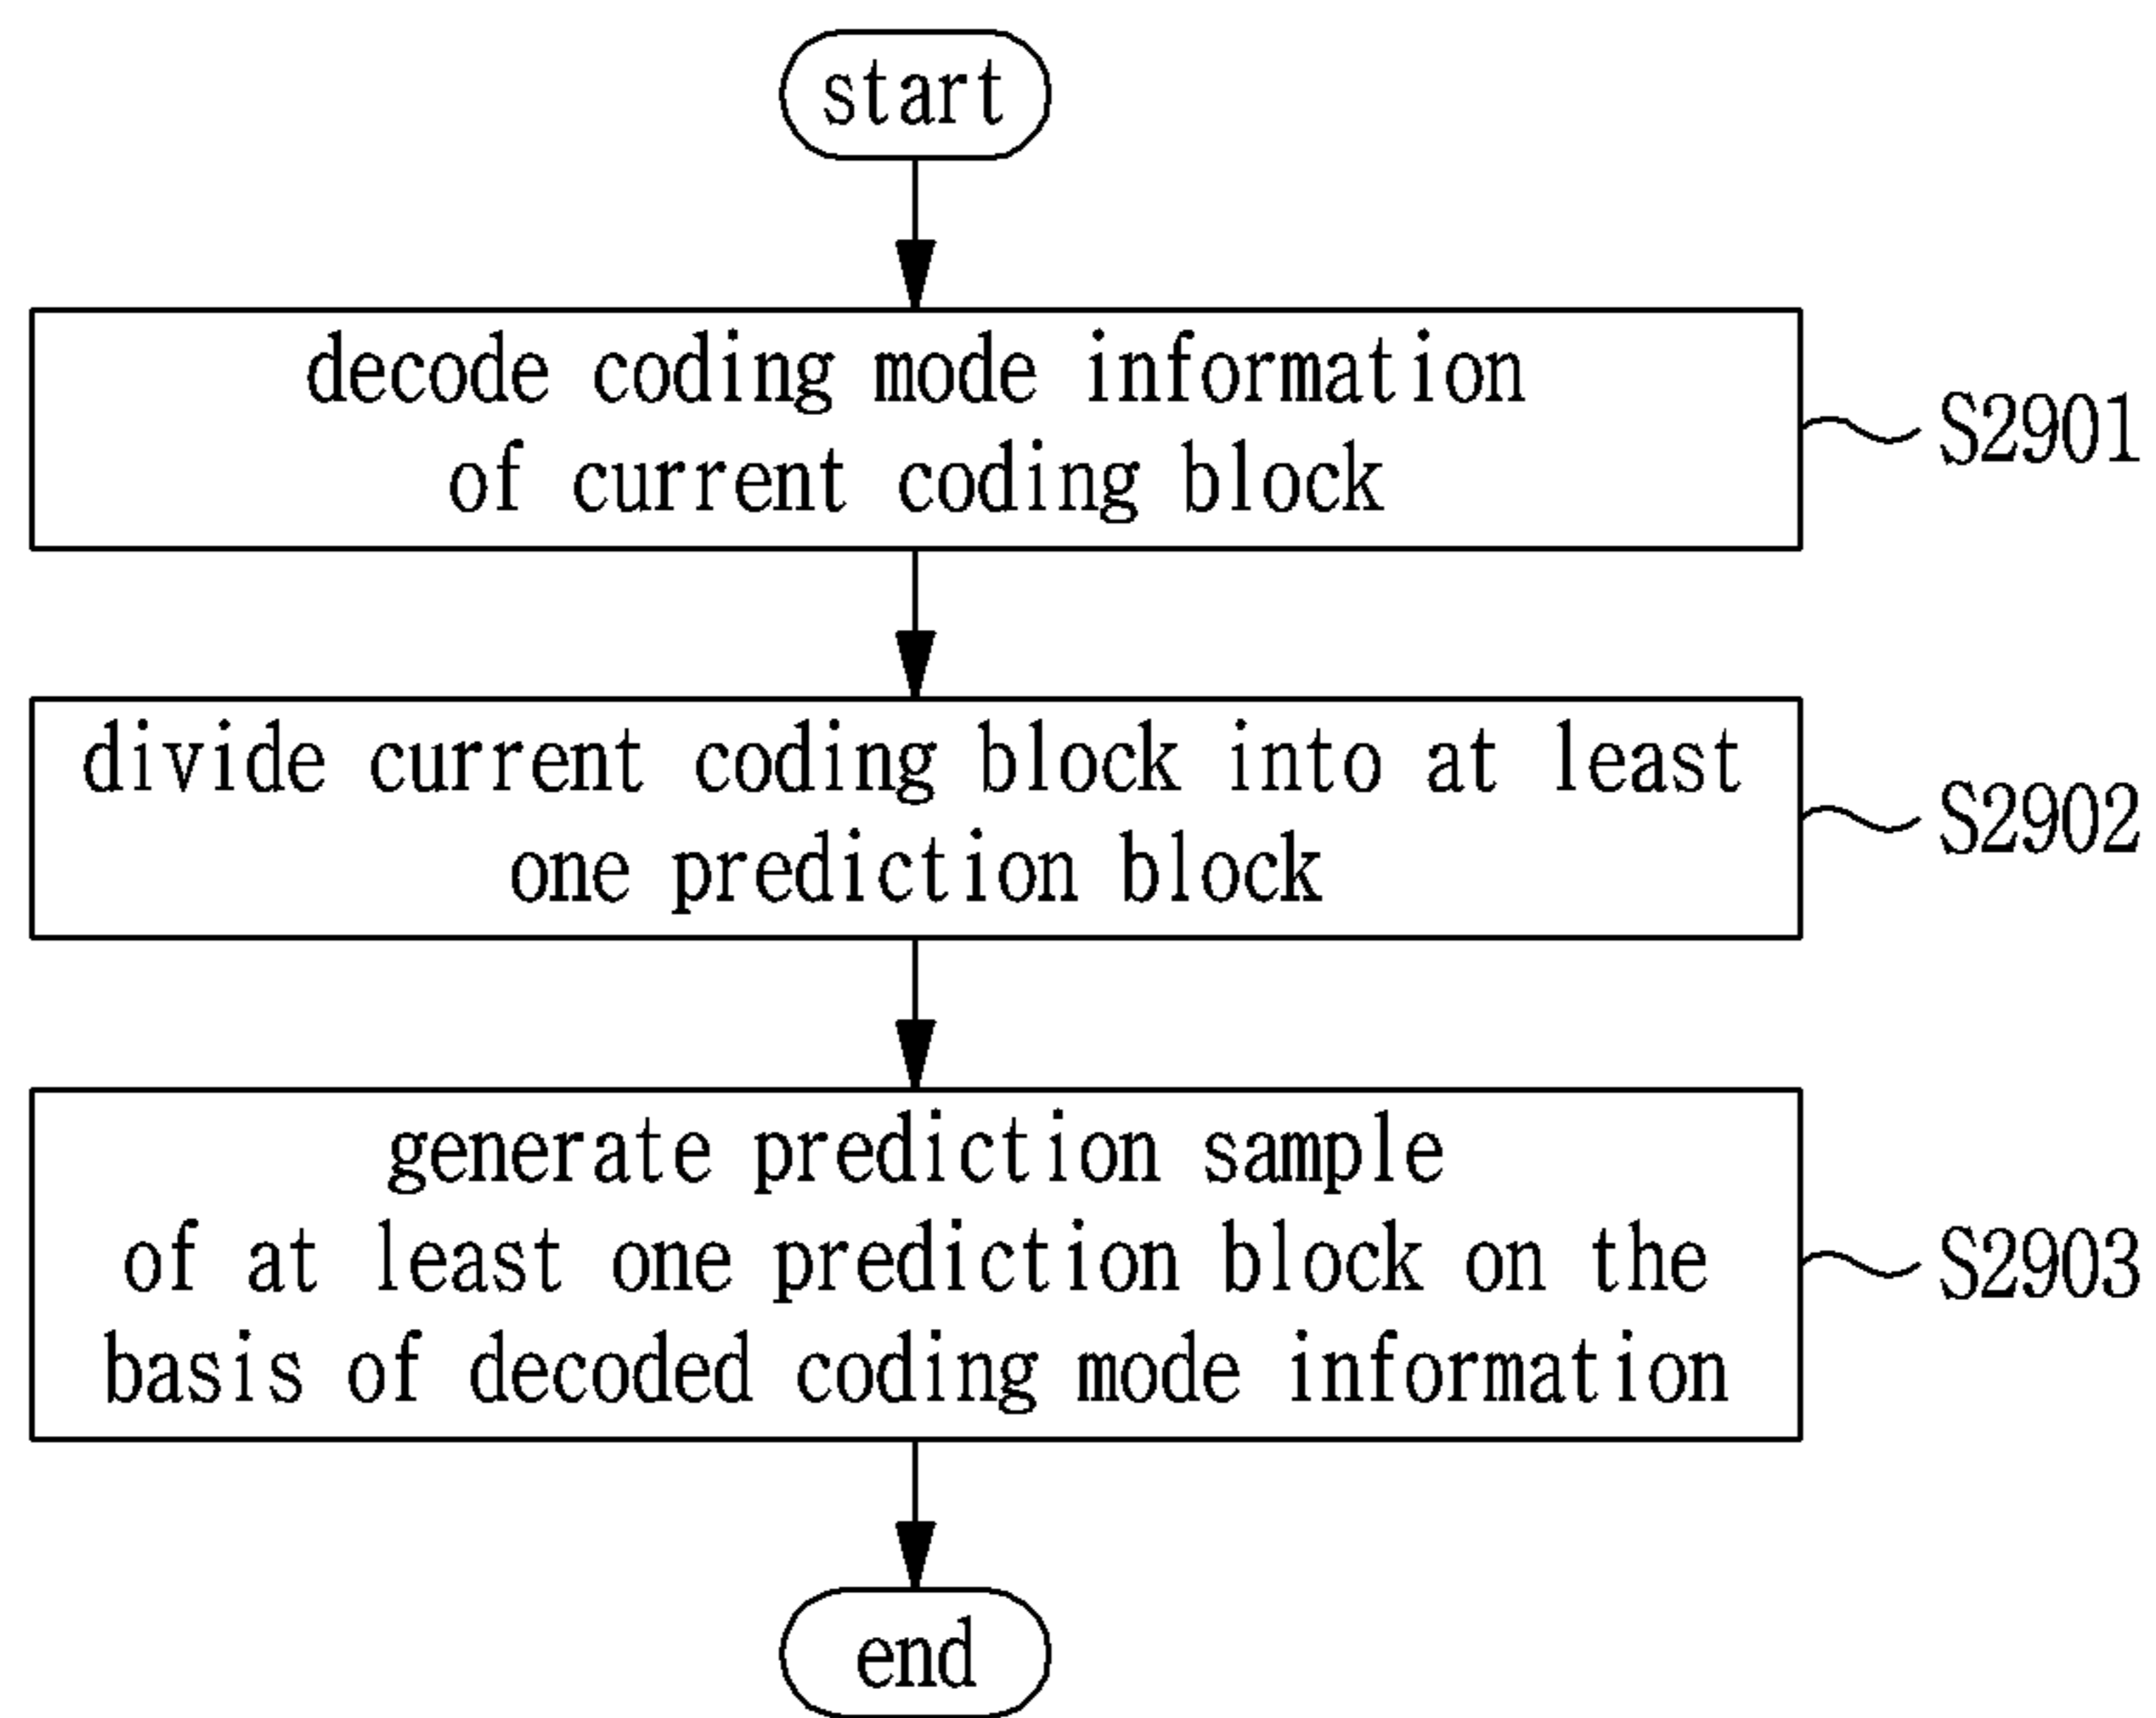 start
decode coding mode information
of current coding block
S2901
divide current coding block into at least
one prediction block
S2902
generate prediction sample
of at least one prediction block on the
basis of decoded coding mode information
S2903
end